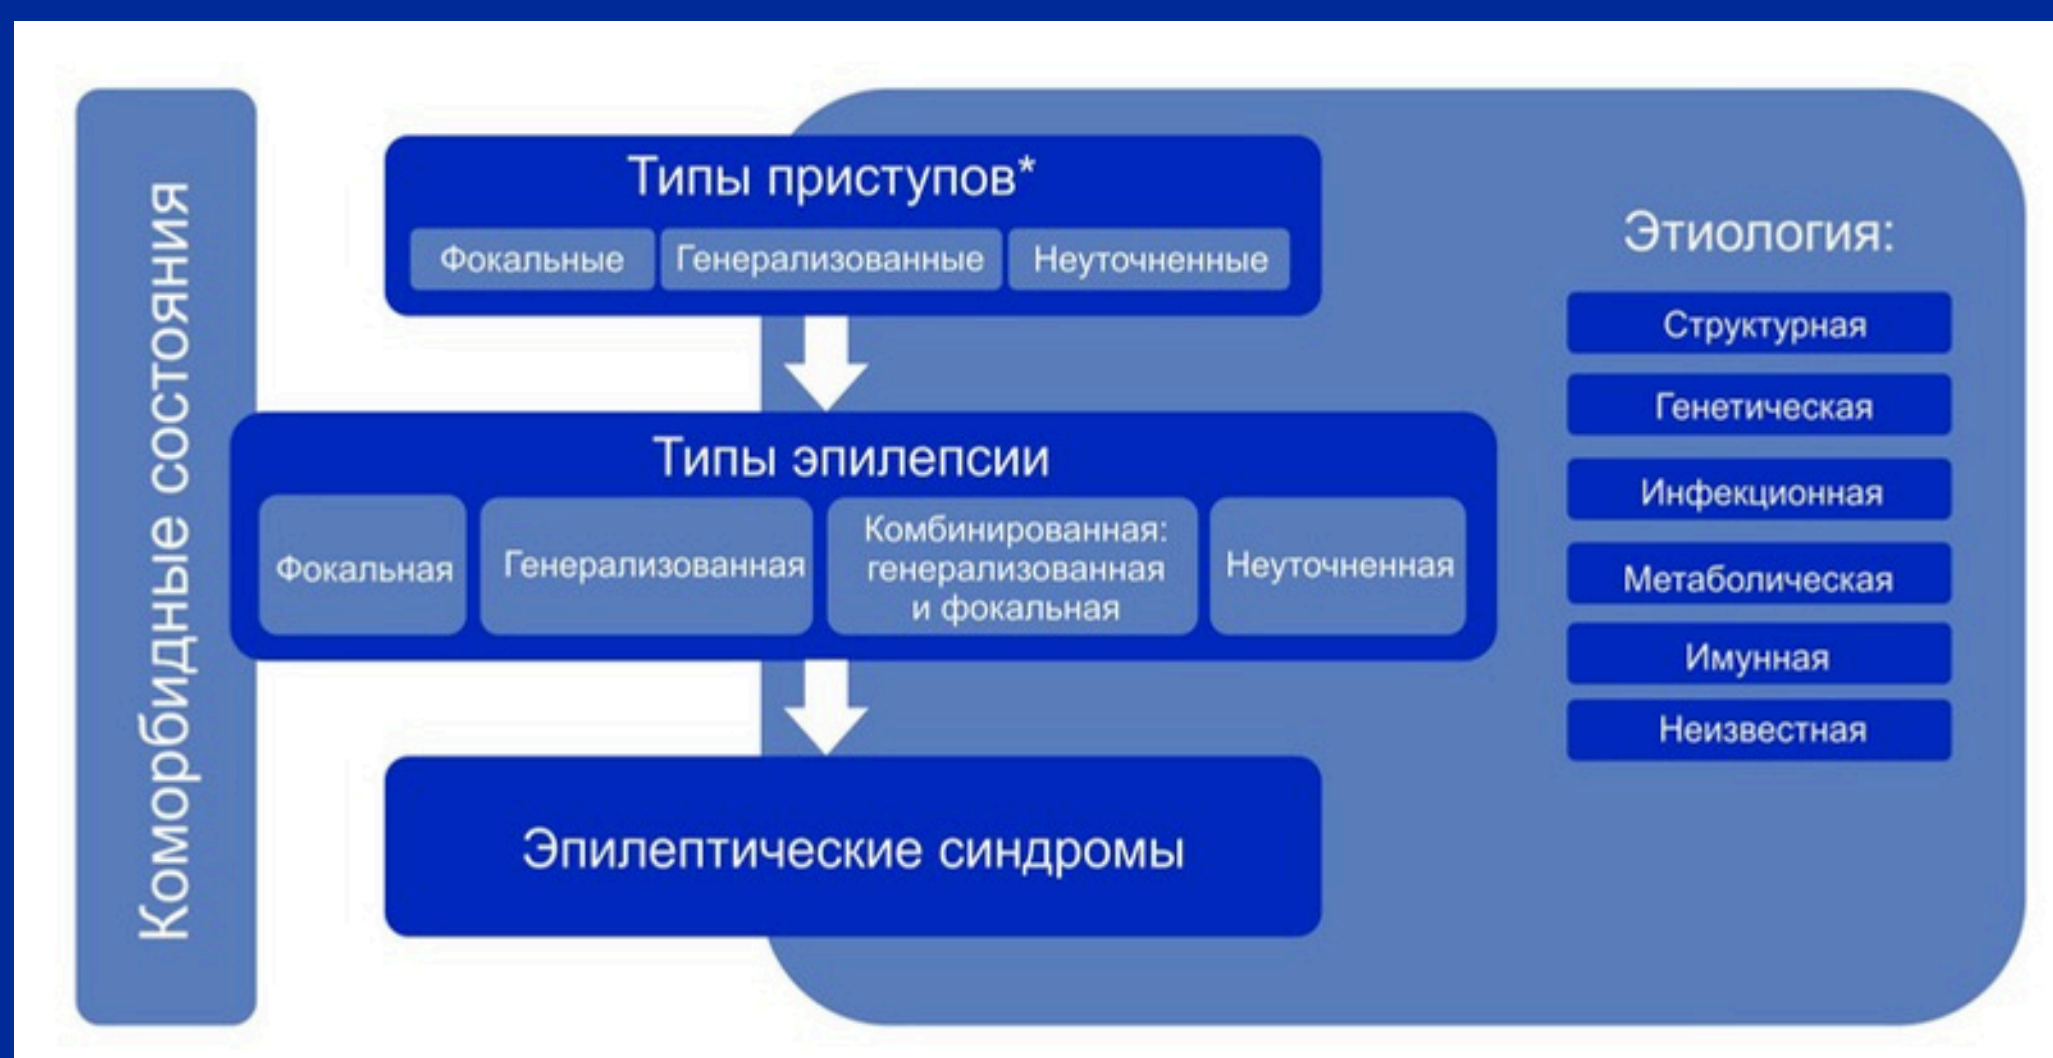 Коморбидные состояния
Типы приступов*
Фокальные
Генерализованные
Неуточненные
Типы эпилепсии
Фокальная
Генерализованная
Комбинированная:
генерализованная
и фокальная
Неуточненная
Эпилептические синдромы
Этиология:
Структурная
Генетическая
Инфекционная
Метаболическая
Имунная
Неизвестная